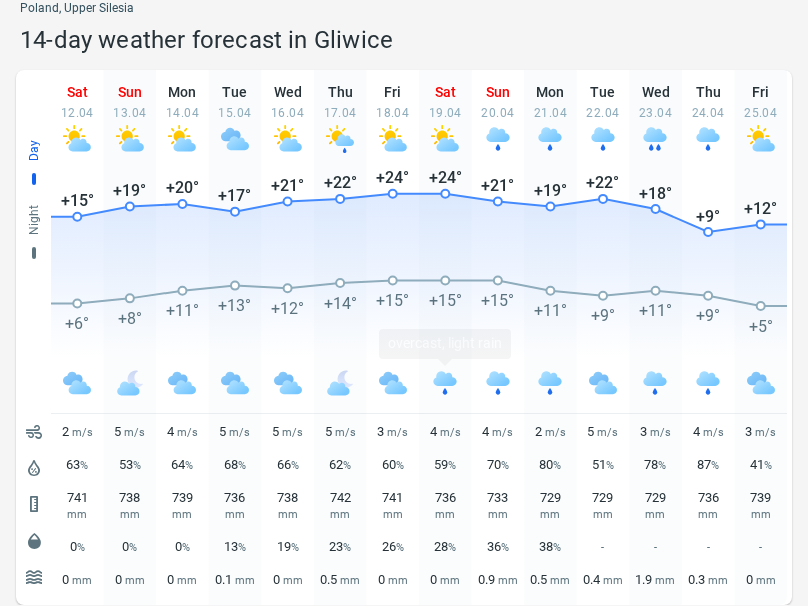 Poland, Upper Silesia
14-day weather forecast in Gliwice
Sat Sun Mon Tue Wed Thu Fri Sat Sun Mon Tue Wed Thu Fri
12.04 13.04 14.04 15.04 16.04 17.04 18.04 19.04 20.04 21.04 22.04 23.04 24.04 25.04
Day
+15° +19° +20° +17° +21° +22° +24° +24° +21° +19° +22° +18° +9° +12°
Night
+6° +8° +11° +13° +12° +14° +15° +15° +15° +11° +9° +11° +9° +5°
overcast, light rain
2 m/s 5 m/s 4 m/s 5 m/s 5 m/s 5 m/s 3 m/s 4 m/s 4 m/s 2 m/s 5 m/s 3 m/s 4 m/s 3 m/s
63% 53% 64% 68% 66% 62% 60% 59% 70% 80% 51% 78% 87% 41%
741 738 739 736 738 742 741 736 733 729 729 729 736 739
mm mm mm mm mm mm mm mm mm mm mm mm mm mm
0% 0% 0% 13% 19% 23% 26% 28% 36% 38% - - - -
0 mm 0 mm 0 mm 0.1 mm 0 mm 0.5 mm 0 mm 0 mm 0.9 mm 0.5 mm 0.4 mm 1.9 mm 0.3 mm 0 mm